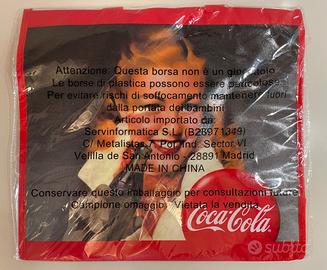 Attenzione: Questa borsa non è un giocattolo
Le borse di plastica possono essere pericolose
Per evitare rischi di soffocamento mantenere fuori
dalla portata dei bambini
Articolo importato da:
Servinformatica S.L (B28971349)
C/ Metalistas 7 Pol Ind. Sector VI
Velilla de San Antonio - 28891 Madrid
MADE IN CHINA
Conservare questo imballaggio per consultazioni future
Campione omaggio. Vietata la vendita
Coca-Cola
subito